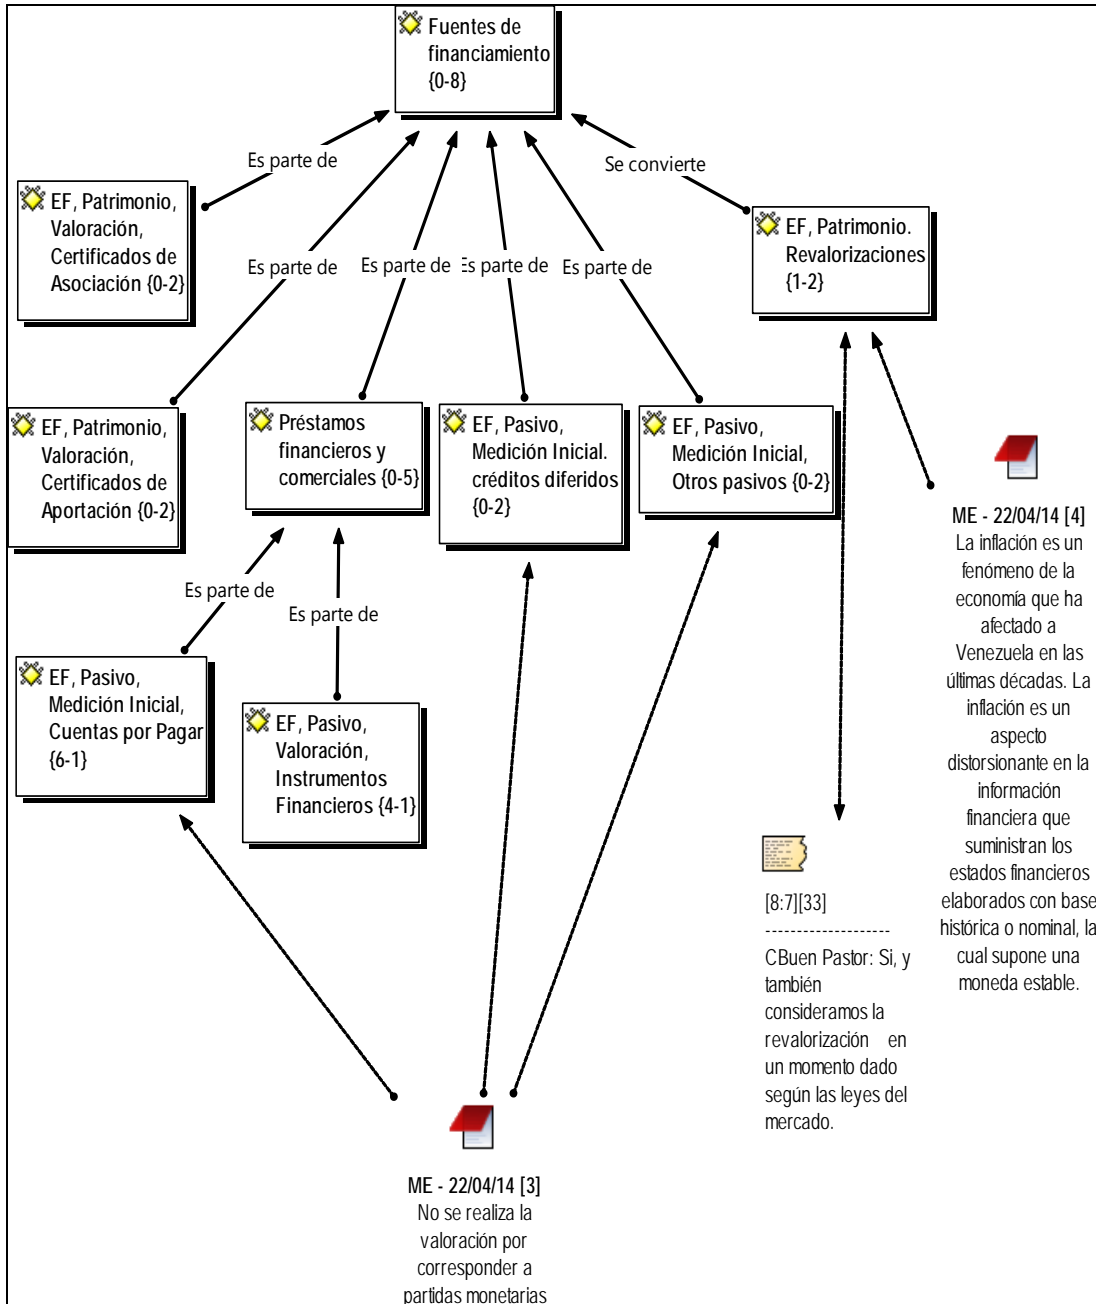 Fuentes de
financiamiento
{0-8}
Es parte de
Se convierte
EF, Patrimonio,
Valoración,
Certificados de
Asociación {0-2}
EF, Patrimonio.
Revalorizaciones
{1-2}
Es parte de
Es parte de
Es parte de
Es parte de
EF, Patrimonio,
Valoración,
Certificados de
Aportación {0-2}
Préstamos
financieros y
comerciales {0-5}
EF, Pasivo,
Medición Inicial.
créditos diferidos
{0-2}
EF, Pasivo,
Medición Inicial,
Otros pasivos {0-2}
Es parte de
Es parte de
EF, Pasivo,
Medición Inicial,
Cuentas por Pagar
{6-1}
EF, Pasivo,
Valoración,
Instrumentos
Financieros {4-1}
ME - 22/04/14 [4]
La inflación es un
fenómeno de la
economía que ha
afectado a
Venezuela en las
últimas décadas. La
inflación es un
aspecto
distorsionante en la
información
financiera que
suministran los
estados financieros
elaborados con base
histórica o nominal, la
cual supone una
moneda estable.
[8:7][33]
--------------------
CBuen Pastor: Si, y
también
consideramos la
revalorización en
un momento dado
según las leyes del
mercado.
ME - 22/04/14 [3]
No se realiza la
valoración por
corresponder a
partidas monetarias